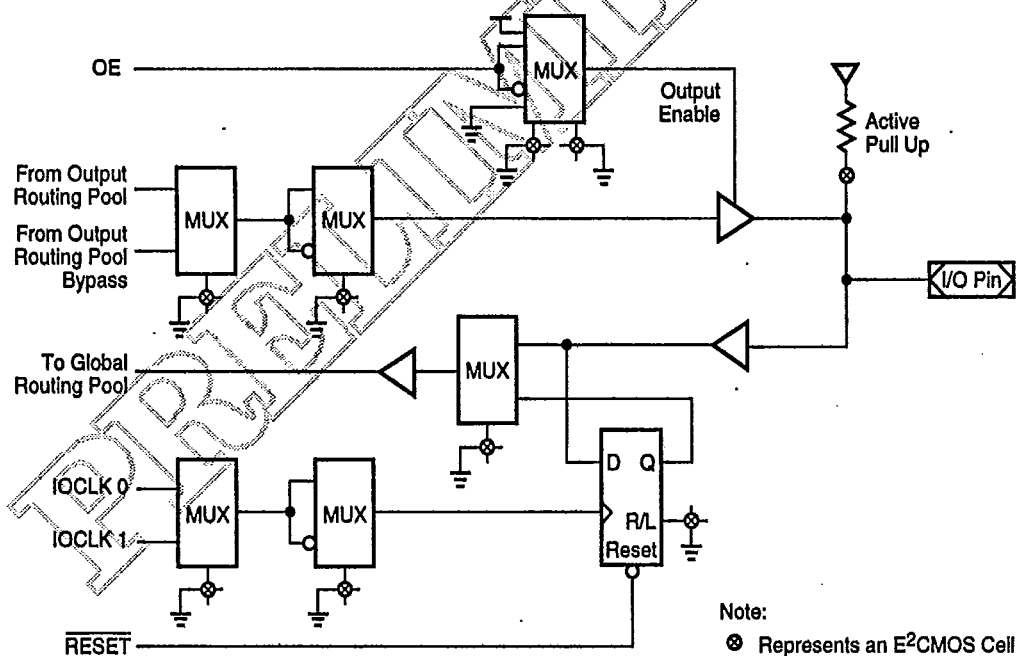 PRELIMINARY
OE
MUX
Output
Enable
Active
Pull Up
From Output
Routing Pool
MUX
MUX
From Output
Routing Pool
Bypass
I/O Pin
To Global
Routing Pool
MUX
IOCLK 0
MUX
MUX
IOCLK 1
D Q
R/L
Reset
RESET
Note:
⊗ Represents an E²CMOS Cell